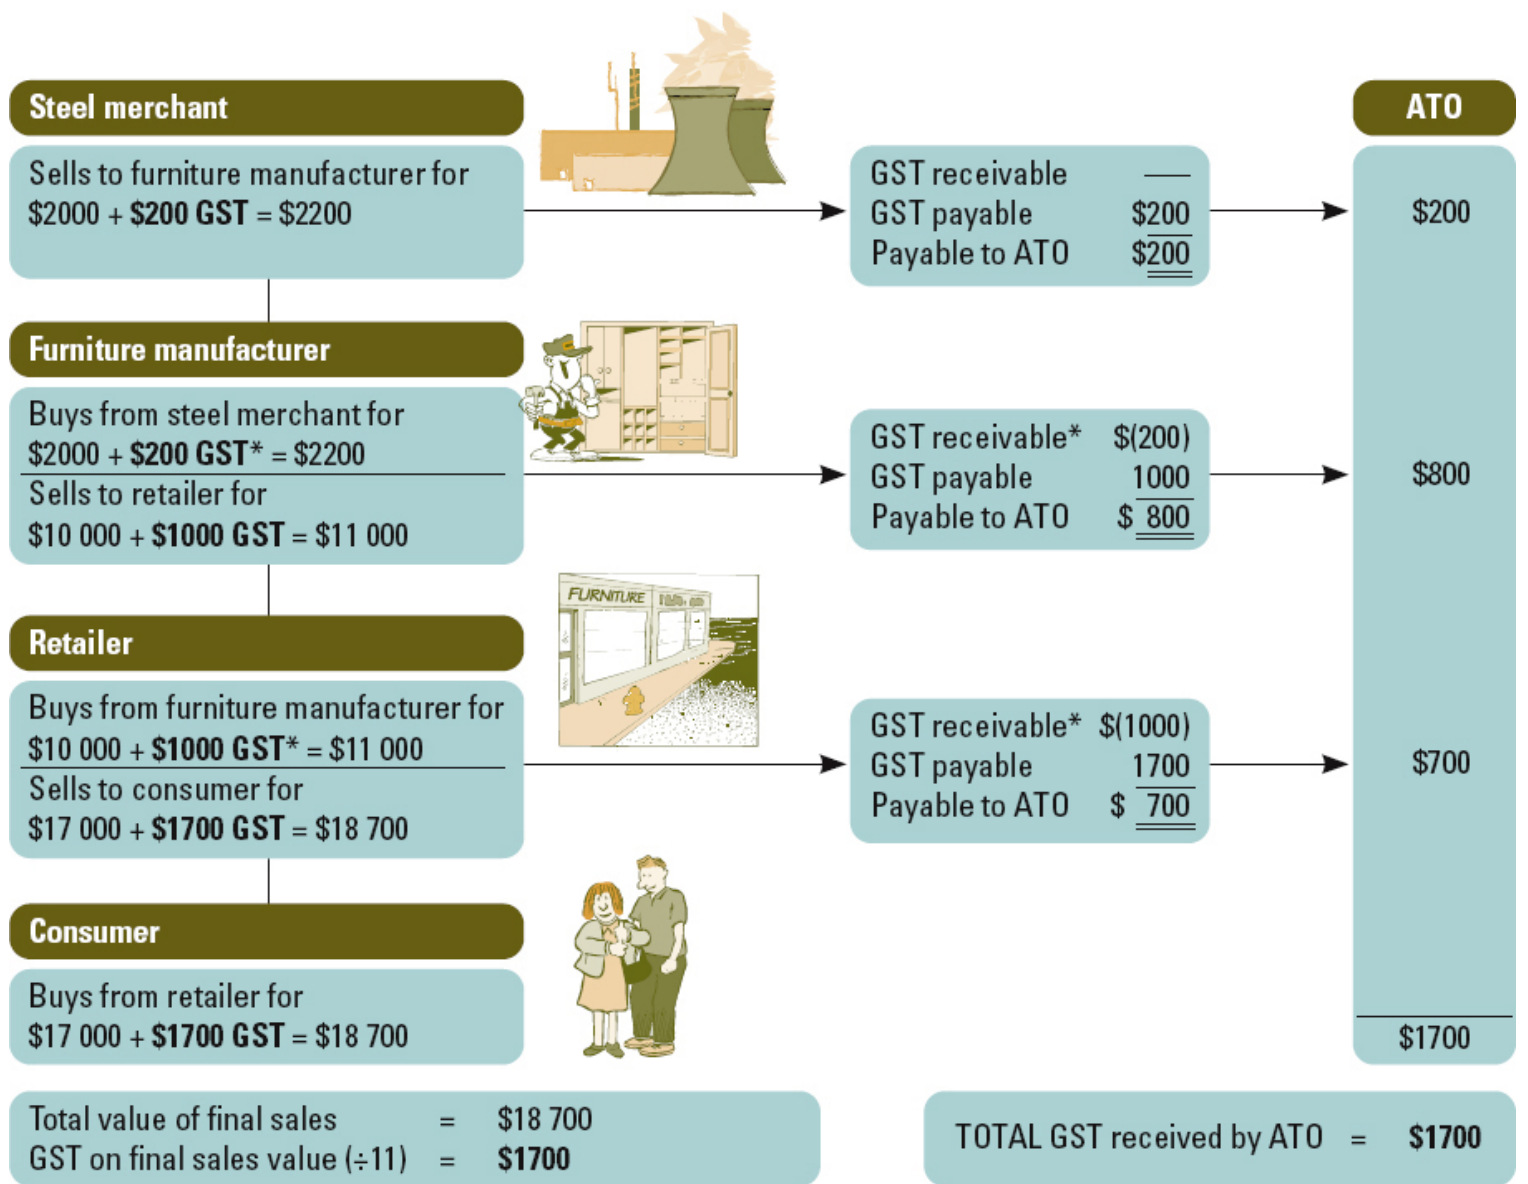 Steel merchant
Sells to furniture manufacturer for
$2000 + $200 GST = $2200
GST receivable —
GST payable $200
Payable to ATO $200
ATO
$200
Furniture manufacturer
Buys from steel merchant for
$2000 + $200 GST* = $2200
Sells to retailer for
$10 000 + $1000 GST = $11 000
GST receivable* $(200)
GST payable 1000
Payable to ATO $ 800
$800
FURNITURE
Retailer
Buys from furniture manufacturer for
$10 000 + $1000 GST* = $11 000
Sells to consumer for
$17 000 + $1700 GST = $18 700
GST receivable* $(1000)
GST payable 1700
Payable to ATO $ 700
$700
Consumer
Buys from retailer for
$17 000 + $1700 GST = $18 700
$1700
Total value of final sales = $18 700
GST on final sales value (÷11) = $1700
TOTAL GST received by ATO = $1700